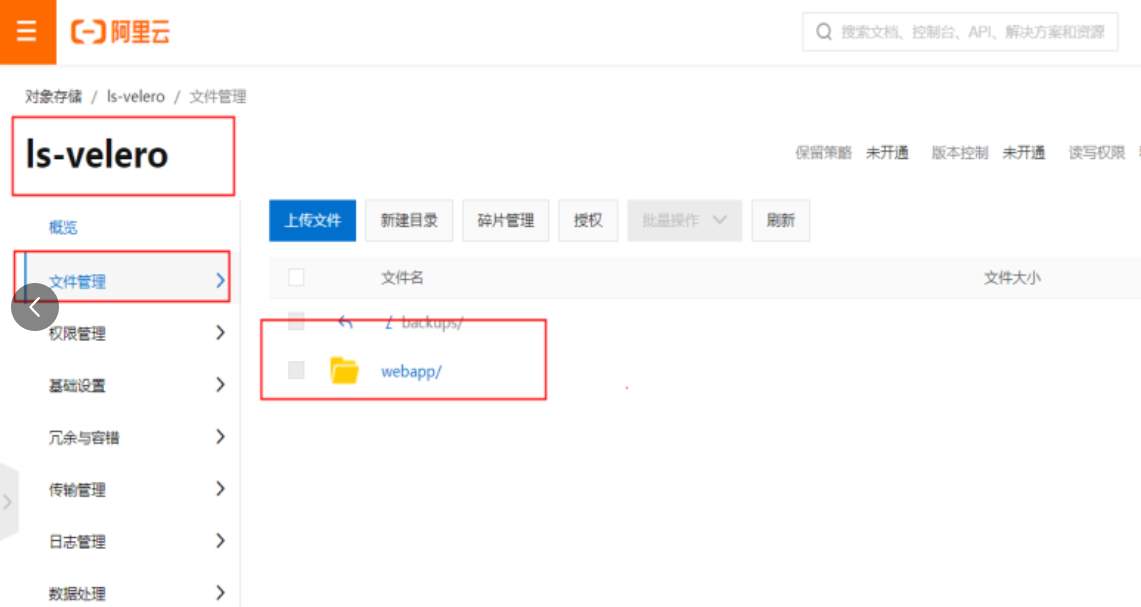 阿里云
搜索文档、控制台、API、解决方案和资源
对象存储 / ls-velero / 文件管理
ls-velero
保留策略 未开通 版本控制 未开通 读写权限
概览
上传文件 新建目录 碎片管理 授权 批量操作 刷新
文件管理
文件名 文件大小
/ backups/
权限管理
webapp/
基础设置
冗余与容错
传输管理
日志管理
数据处理